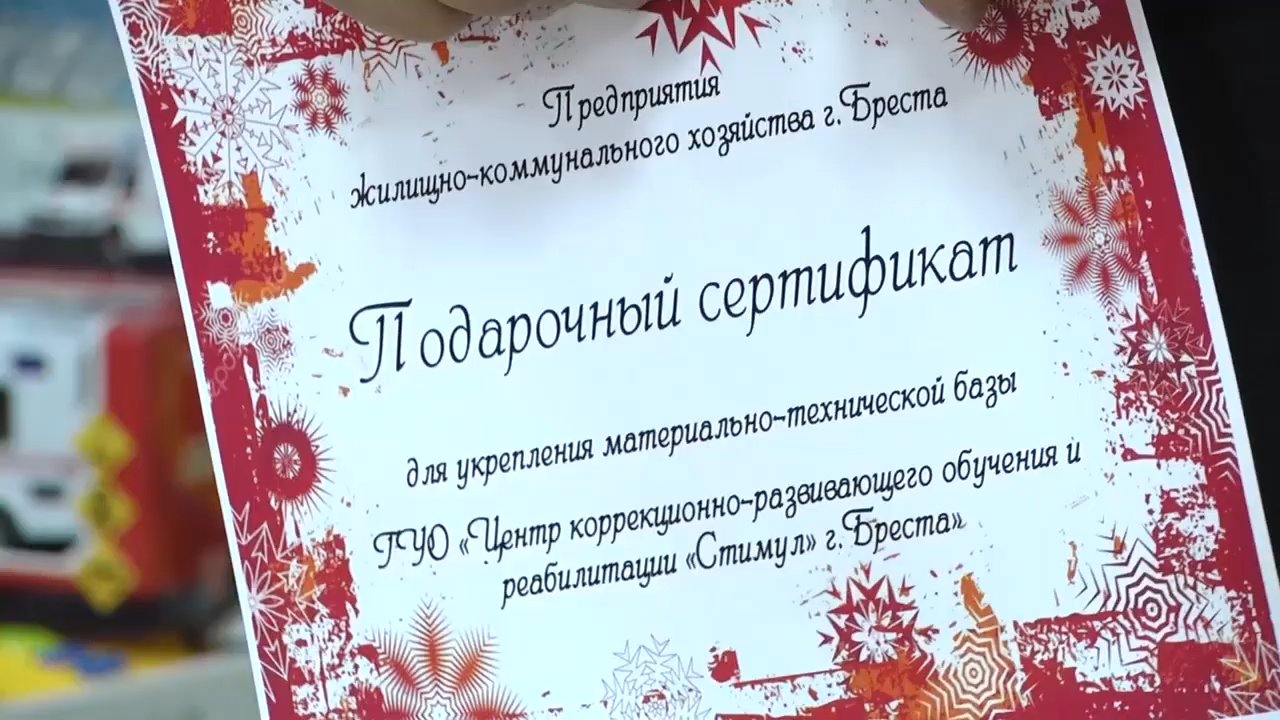 Предприятия
жилищно-коммунального хозяйства г.Бреста
Подарочный сертификат
для укрепления материально-технической базы
ГУО «Центр коррекционно-развивающего обучения и
реабилитации «Стимул» г.Бреста»